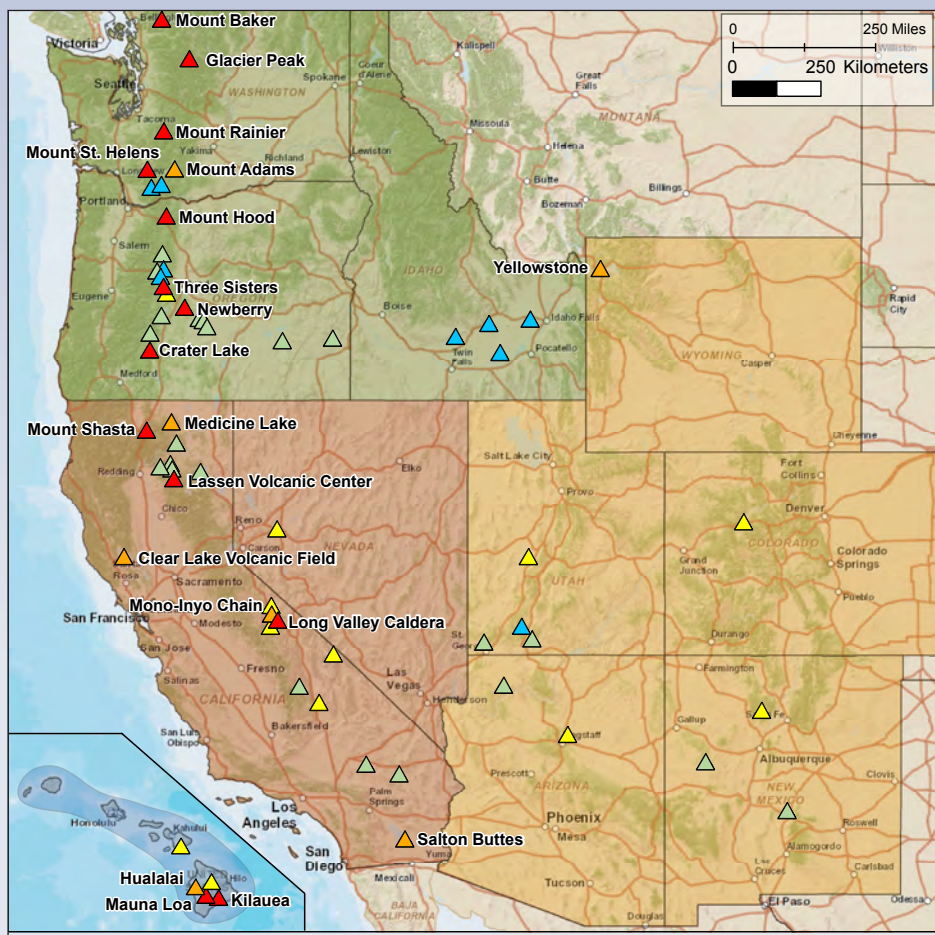 Bellingham
Mount Baker
0 250 Miles
Williston
Victoria
Kalispell
Glacier Peak
0 250 Kilometers
Seattle
Spokane
Coeur
d'Alene
Great
Falls
WASHINGTON
MONTANA
Tacoma
Mount Rainier
Missoula
Helena
Mount St. Helens
Yakima
Richland
Lewiston
Longview
Mount Adams
Butte
Billings
Portland
Bozeman
Mount Hood
Salem
Yellowstone
IDAHO
Eugene
Three Sisters
OREGON
Newberry
Boise
Idaho Falls
Rapid
City
Crater Lake
Twin
Falls
Pocatello
WYOMING
Casper
Medford
Mount Shasta
Medicine Lake
Cheyenne
Redding
Elko
Salt Lake City
Fort
Collins
Lassen Volcanic Center
Provo
Chico
Denver
Reno
Carson
NEVADA
COLORADO
Clear Lake Volcanic Field
Grand
Junction
Colorado
Springs
Rosa
Sacramento
UTAH
Pueblo
Mono-Inyo Chain
San Francisco
Modesto
Long Valley Caldera
St.
George
Durango
San Jose
Fresno
Las
Vegas
Farmington
Salinas
CALIFORNIA
Henderson
Santa Fe
Gallup
San Luis
Obispo
Bakersfield
Flagstaff
Albuquerque
Prescott
Clovis
ARIZONA
NEW
MEXICO
Palm
Springs
Los
Angeles
Honolulu
Kahului
Phoenix
Mesa
Roswell
Salton Buttes
Alamogordo
San
Diego
Yuma
Las
Cruces
Carlsbad
Mexicali
Tucson
Hualalai
UNITED
Hilo
Mauna Loa
Kilauea
BAJA
CALIFORNIA
Douglas
El Paso
Odessa